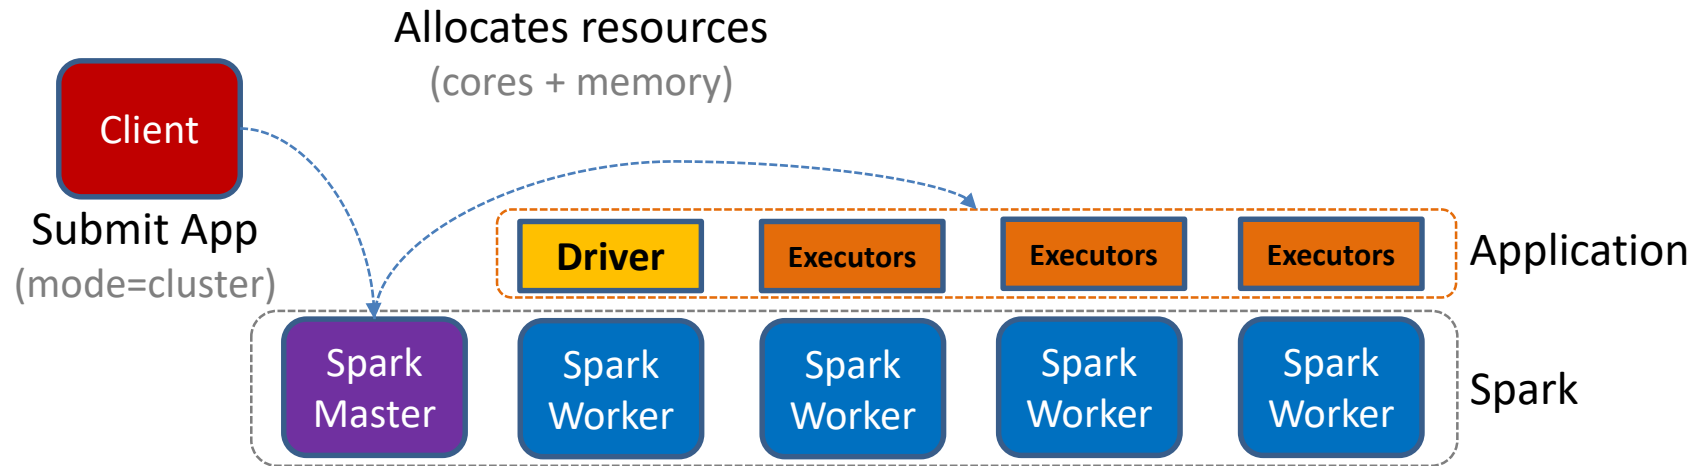 Allocates resources
(cores + memory)
Client
Submit App
(mode=cluster)
Driver
Executors
Executors
Executors
Application
Spark
Master
Spark
Worker
Spark
Worker
Spark
Worker
Spark
Worker
Spark